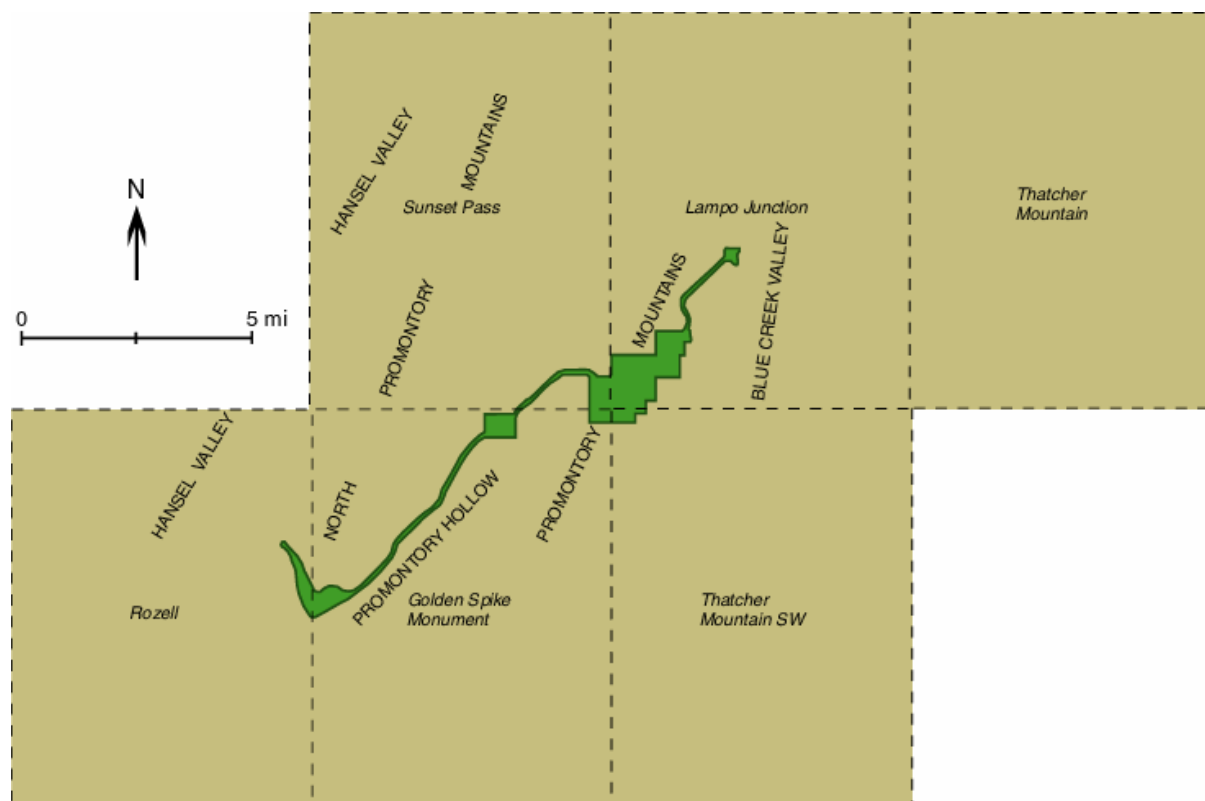 HANSEL VALLEY
MOUNTAINS
Sunset Pass
Lampo Junction
Thatcher
Mountain
N
0
5 mi
PROMONTORY
MOUNTAINS
BLUE CREEK VALLEY
HANSEL VALLEY
NORTH
PROMONTORY HOLLOW
PROMONTORY
Rozell
Golden Spike
Monument
Thatcher
Mountain SW